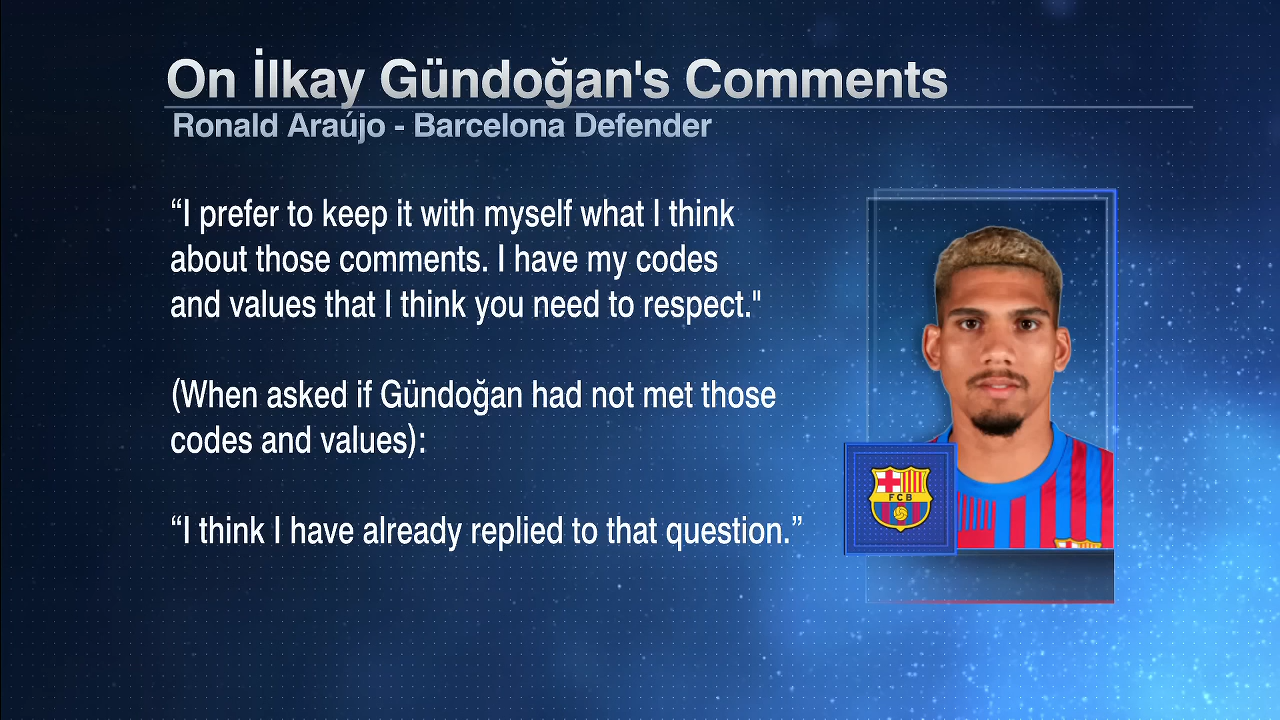 On İlkay Gündoğan's Comments
Ronald Araújo - Barcelona Defender
“I prefer to keep it with myself what I think
about those comments. I have my codes
and values that I think you need to respect."
(When asked if Gündoğan had not met those
codes and values):
“I think I have already replied to that question.”
FCB